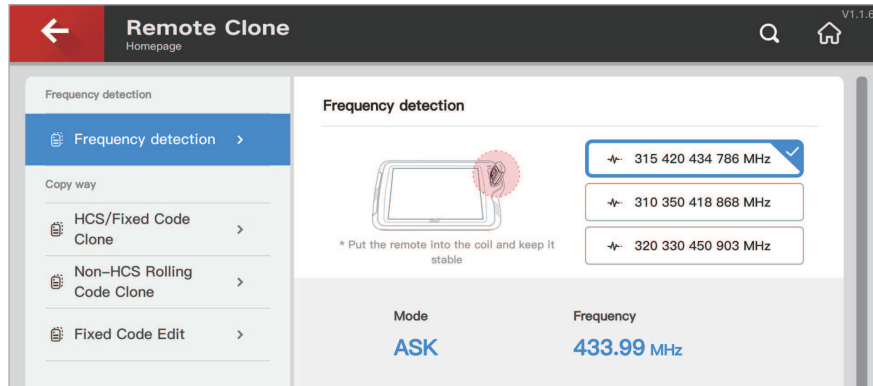 Remote Clone
Homepage
V1.1.6
Frequency detection
Frequency detection
Copy way
HCS/Fixed Code
Clone
Non-HCS Rolling
Code Clone
Fixed Code Edit
Frequency detection
* Put the remote into the coil and keep it
stable
315 420 434 786 MHz
310 350 418 868 MHz
320 330 450 903 MHz
Mode
Frequency
ASK
433.99 MHz